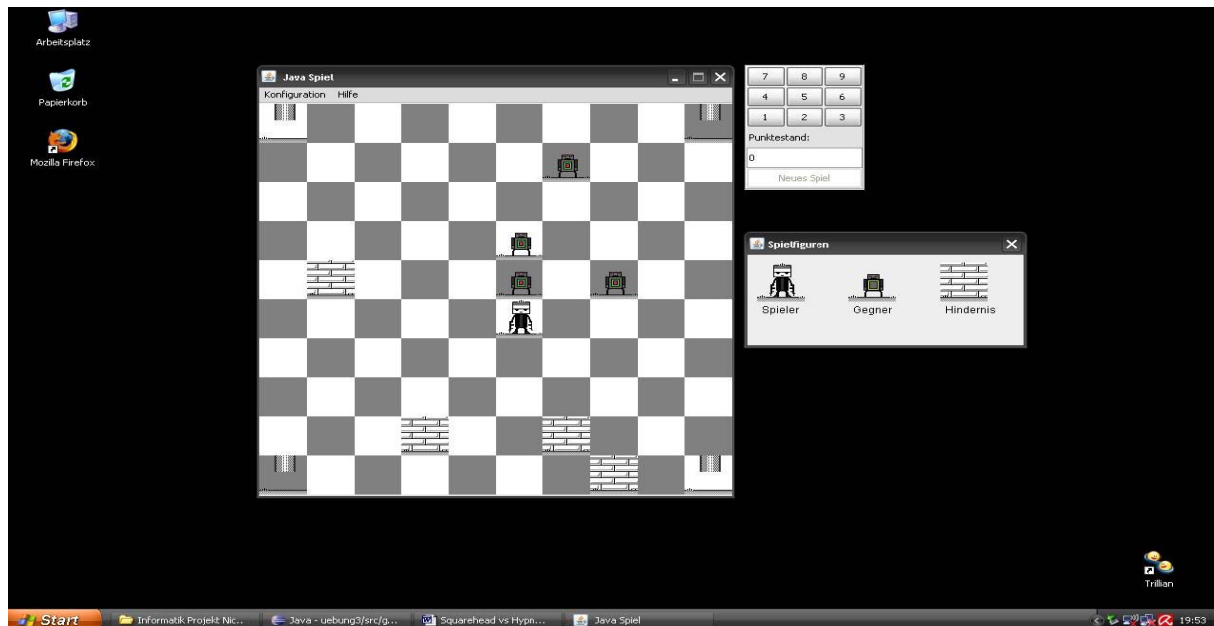 Arbeitsplatz
Papierkorb
Mozilla Firefox
Java Spiel
Konfiguration Hilfe
7 8 9
4 5 6
1 2 3
Punktestand:
0
Neues Spiel
Spielfiguren
Spieler Gegner Hindernis
Trillian
Start Informatik Projekt Nic... Java - uebung3/src/g... Squarehead vs Hypn... Java Spiel 19:53